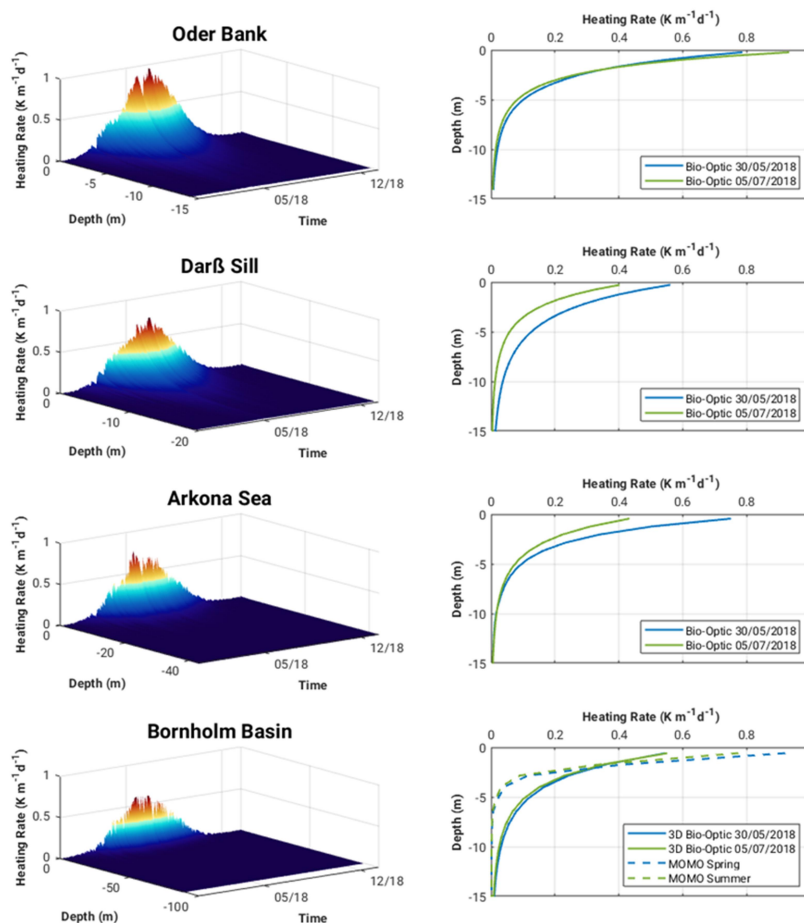 Oder Bank
Heating Rate (K m⁻¹d⁻¹)
1
0.5
0
0
-5
-10
-15
Depth (m)
05/18
12/18
Time
Heating Rate (K m⁻¹d⁻¹)
0 0.2 0.4 0.6 0.8
0
-5
-10
-15
Depth (m)
Bio-Optic 30/05/2018
Bio-Optic 05/07/2018
Darß Sill
Heating Rate (K m⁻¹d⁻¹)
1
0.5
0
0
-10
-20
Depth (m)
05/18
12/18
Time
Heating Rate (K m⁻¹d⁻¹)
0 0.2 0.4 0.6 0.8
0
-5
-10
-15
Depth (m)
Bio-Optic 30/05/2018
Bio-Optic 05/07/2018
Arkona Sea
Heating Rate (K m⁻¹d⁻¹)
1
0.5
0
0
-20
-40
Depth (m)
05/18
12/18
Time
Heating Rate (K m⁻¹d⁻¹)
0 0.2 0.4 0.6 0.8
0
-5
-10
-15
Depth (m)
Bio-Optic 30/05/2018
Bio-Optic 05/07/2018
Bornholm Basin
Heating Rate (K m⁻¹d⁻¹)
1
0.5
0
0
-50
-100
Depth (m)
05/18
12/18
Time
Heating Rate (K m⁻¹d⁻¹)
0 0.2 0.4 0.6 0.8
0
-5
-10
-15
Depth (m)
3D Bio-Optic 30/05/2018
3D Bio-Optic 05/07/2018
MOMO Spring
MOMO Summer